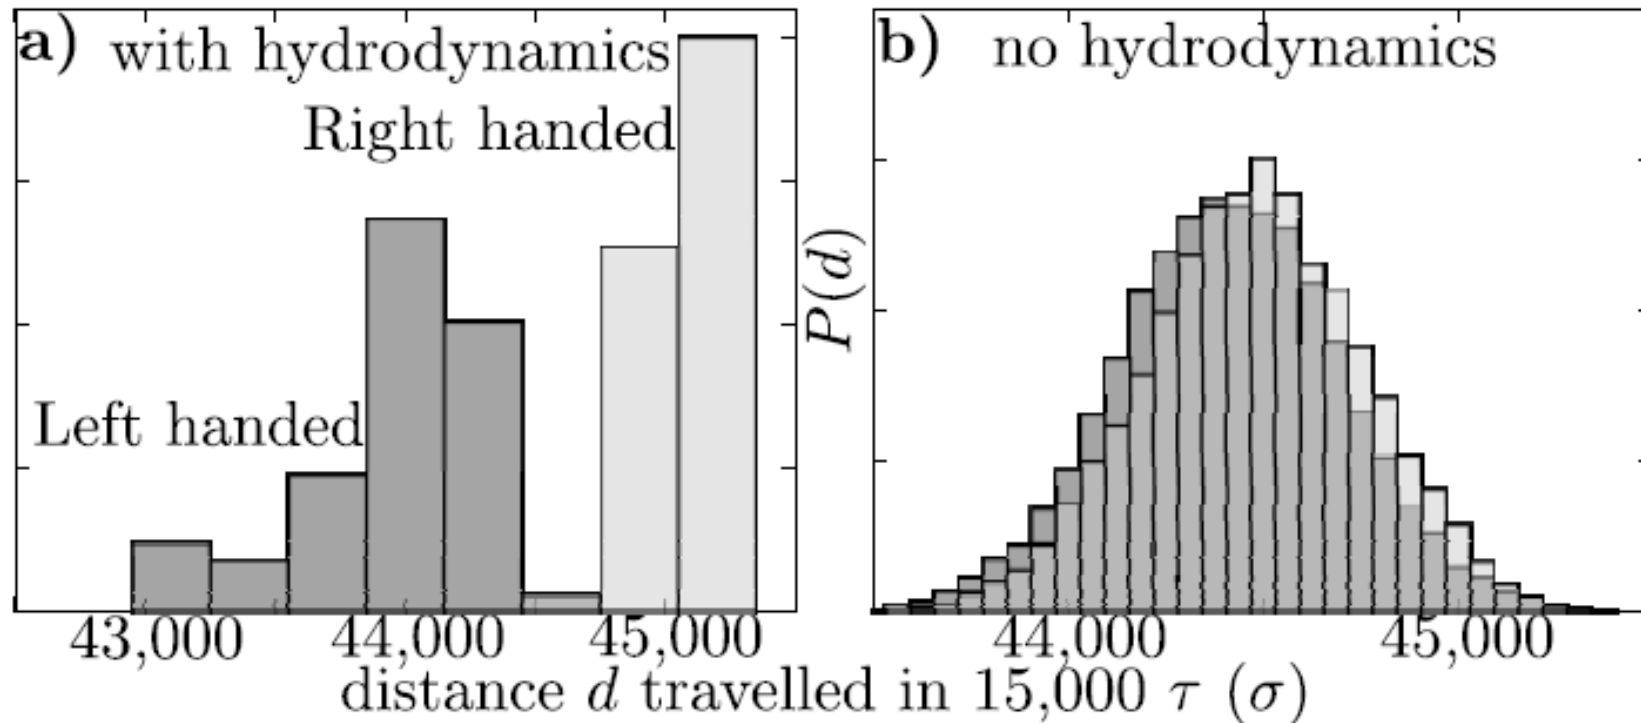 a) with hydrodynamics
Right handed
Left handed
43,000 44,000 45,000
b) no hydrodynamics
P(d)
44,000 45,000
distance d travelled in 15,000 τ (σ)